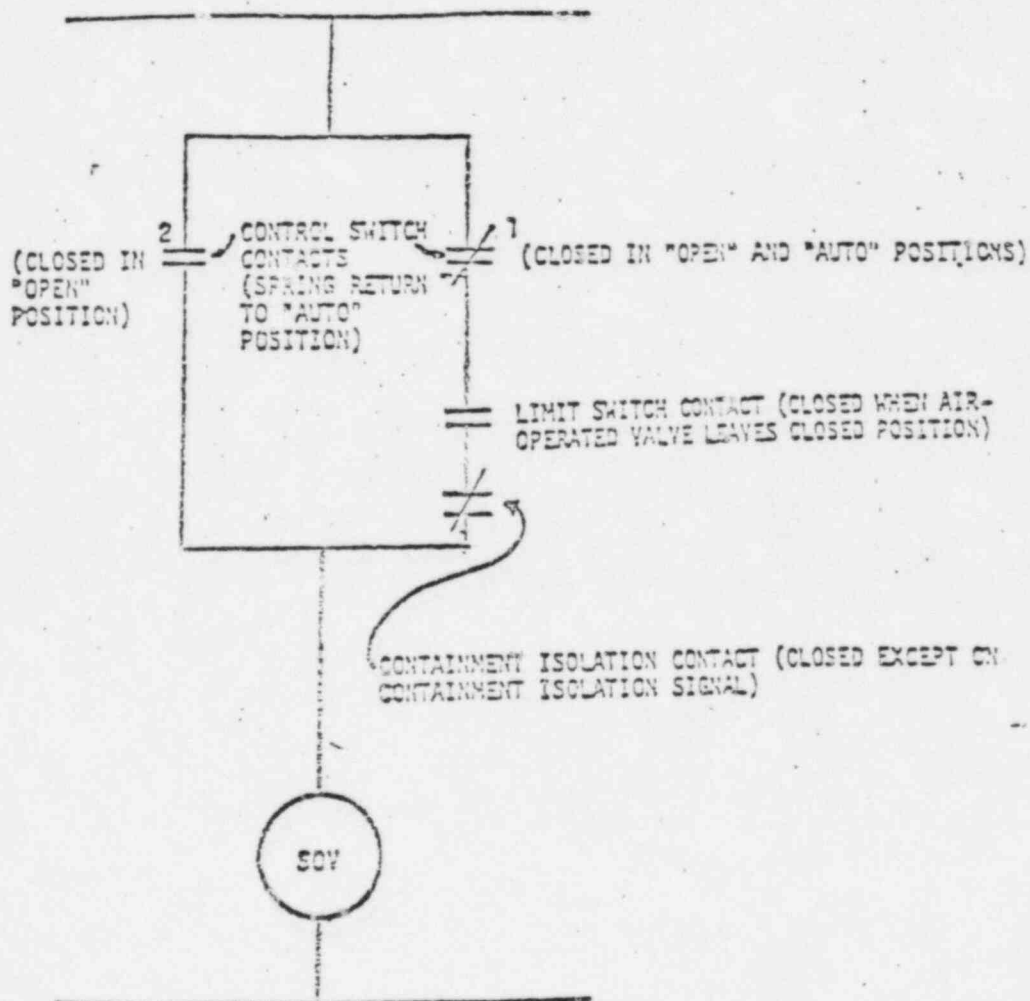 2
(CLOSED IN
"OPEN"
POSITION)
CONTROL SWITCH
CONTACTS
(SPRING RETURN
TO "AUTO"
POSITION)
1
(CLOSED IN "OPEN" AND "AUTO" POSITIONS)
LIMIT SWITCH CONTACT (CLOSED WHEN AIR-
OPERATED VALVE LEAVES CLOSED POSITION)
CONTAINMENT ISOLATION CONTACT (CLOSED EXCEPT ON
CONTAINMENT ISOLATION SIGNAL)
SOV